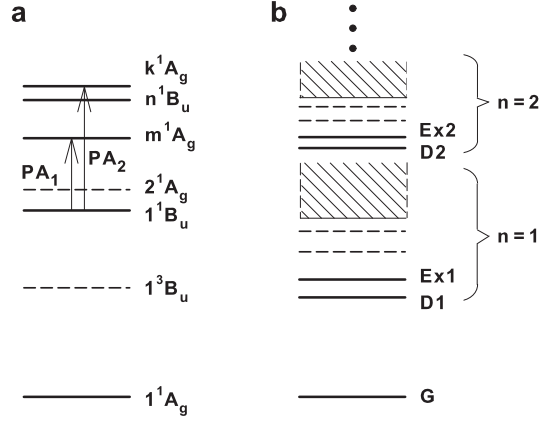 a
k¹A_g
n¹B_u
m¹A_g
PA₁
PA₂
2¹A_g
1¹B_u
1³B_u
1¹A_g
b
Ex2
D2
n = 2
n = 1
Ex1
D1
G